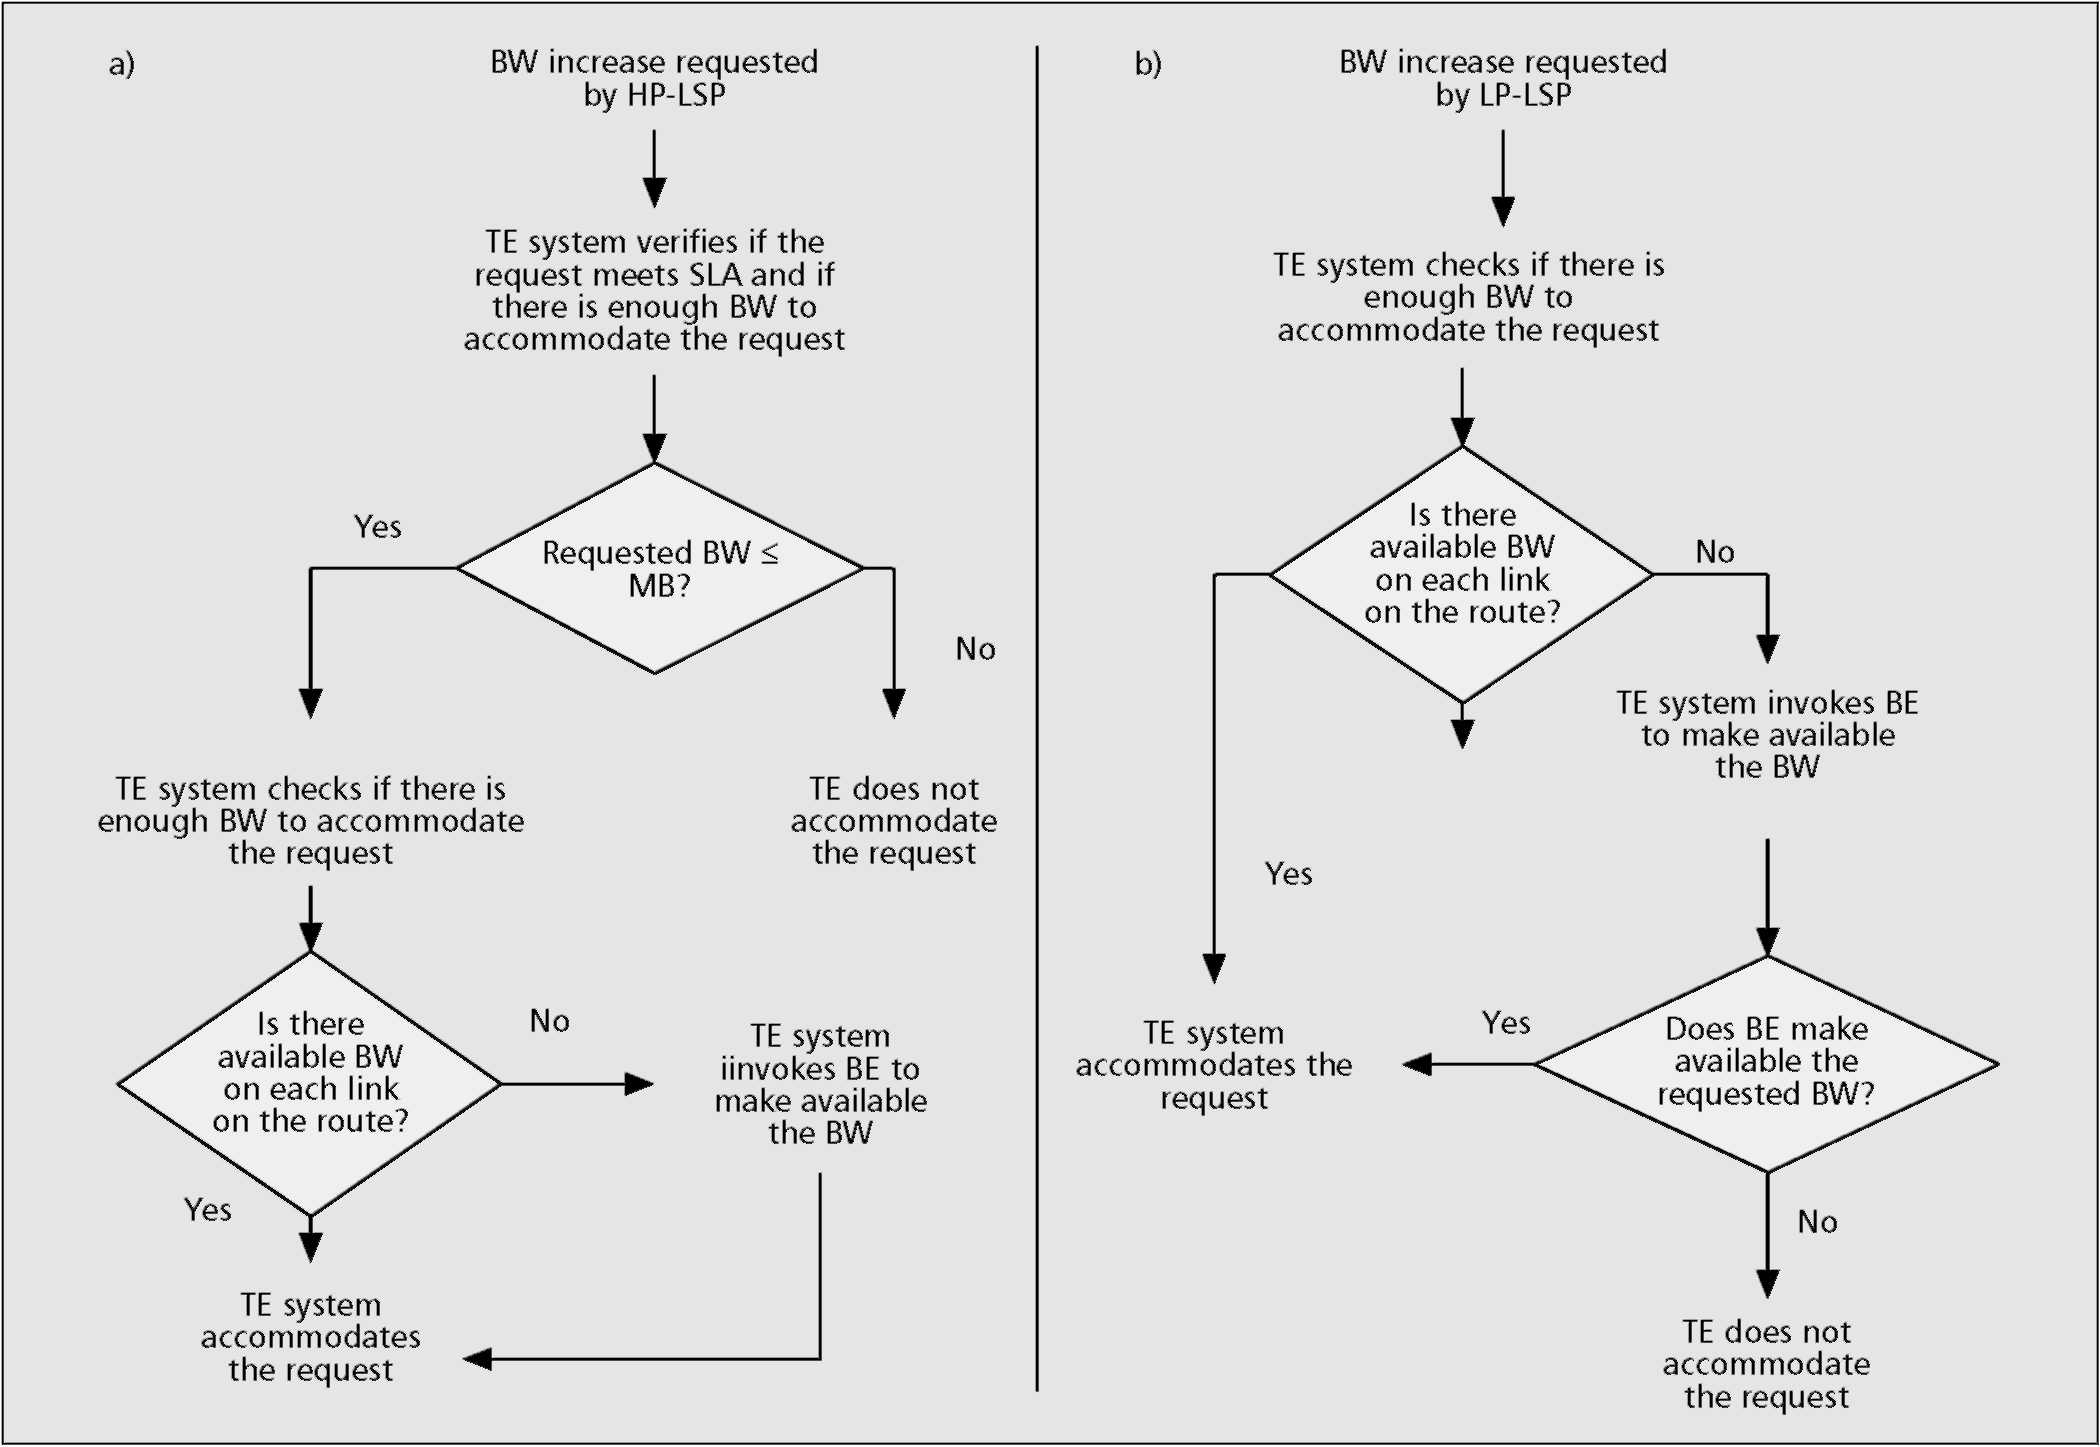 a)
BW increase requested
by HP-LSP
TE system verifies if the
request meets SLA and if
there is enough BW to
accommodate the request
Yes
Requested BW ≤
MB?
No
TE system checks if there is
enough BW to accommodate
the request
TE does not
accommodate
the request
Is there
available BW
on each link
on the route?
No
TE system
iinvokes BE to
make available
the BW
Yes
TE system
accommodates
the request
b)
BW increase requested
by LP-LSP
TE system checks if there is
enough BW to
accommodate the request
Is there
available BW
on each link
on the route?
No
TE system invokes BE
to make available
the BW
Yes
TE system
accommodates the
request
Yes
Does BE make
available the
requested BW?
No
TE does not
accommodate
the request